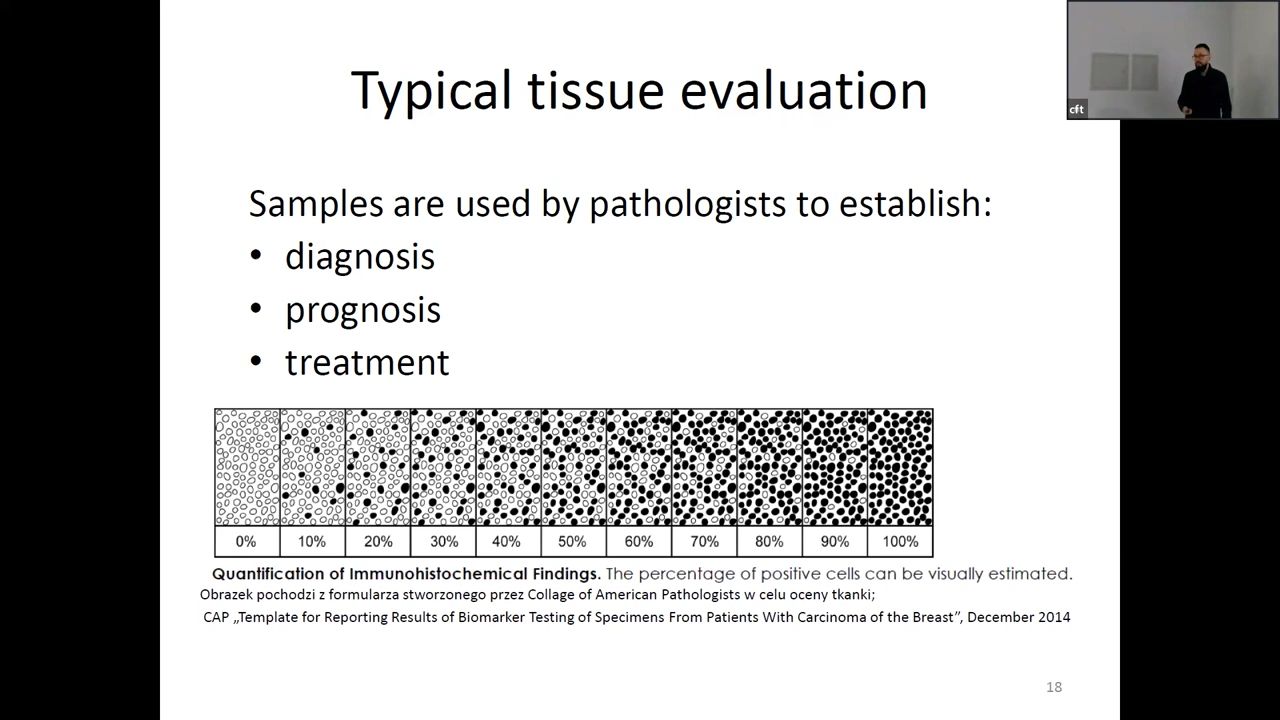 Typical tissue evaluation
cft
Samples are used by pathologists to establish:
• diagnosis
• prognosis
• treatment
0% 10% 20% 30% 40% 50% 60% 70% 80% 90% 100%
Quantification of Immunohistochemical Findings. The percentage of positive cells can be visually estimated.
Obrazek pochodzi z formularza stworzonego przez Collage of American Pathologists w celu oceny tkanki;
CAP „Template for Reporting Results of Biomarker Testing of Specimens From Patients With Carcinoma of the Breast”, December 2014
18